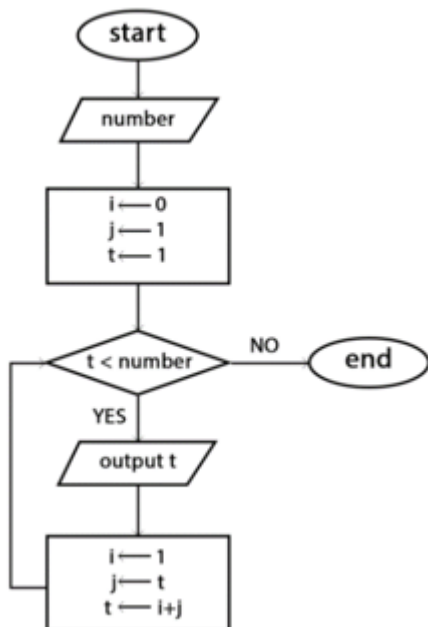 start
number
i ← 0
j ← 1
t ← 1
t < number
NO
end
YES
output t
i ← 1
j ← t
t ← i+j